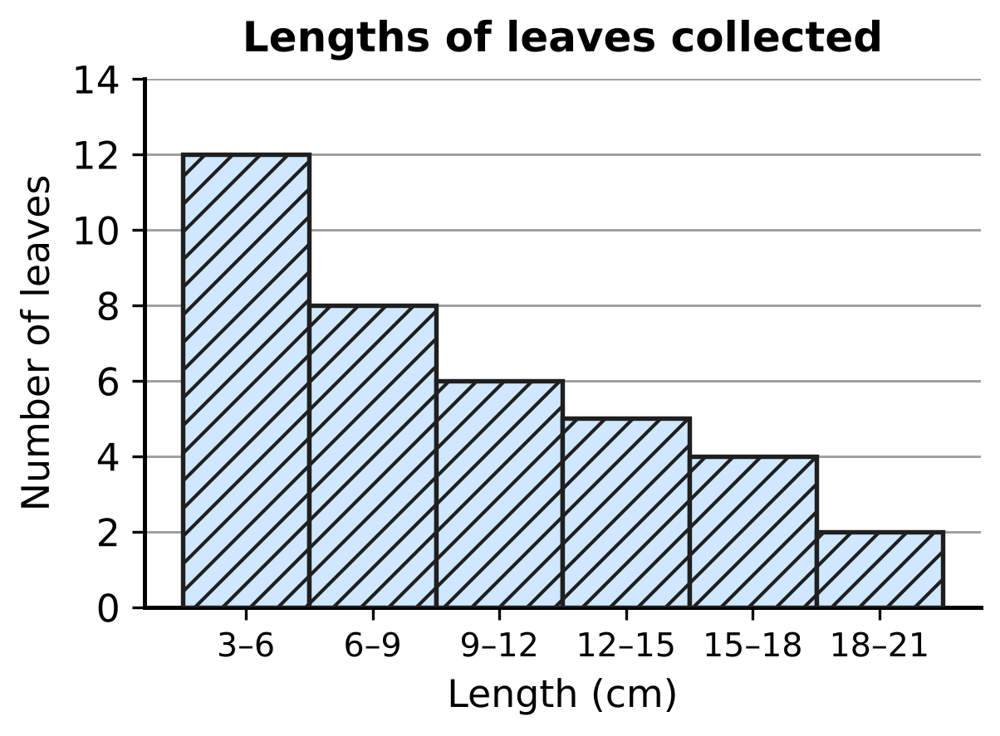 Lengths of leaves collected
14
12
10
8
6
4
2
0
Number of leaves
3–6 6–9 9–12 12–15 15–18 18–21
Length (cm)